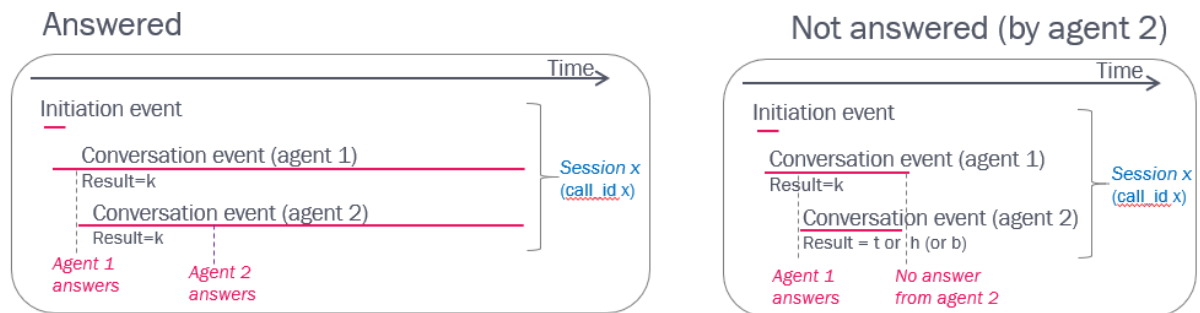 Answered
Time
Initiation event
Conversation event (agent 1)
Result=k
Conversation event (agent 2)
Result=k
Agent 1
answers
Agent 2
answers
Session x
(call_id x)
Not answered (by agent 2)
Time
Initiation event
Conversation event (agent 1)
Result=k
Conversation event (agent 2)
Result = t or h (or b)
Agent 1
answers
No answer
from agent 2
Session x
(call_id x)